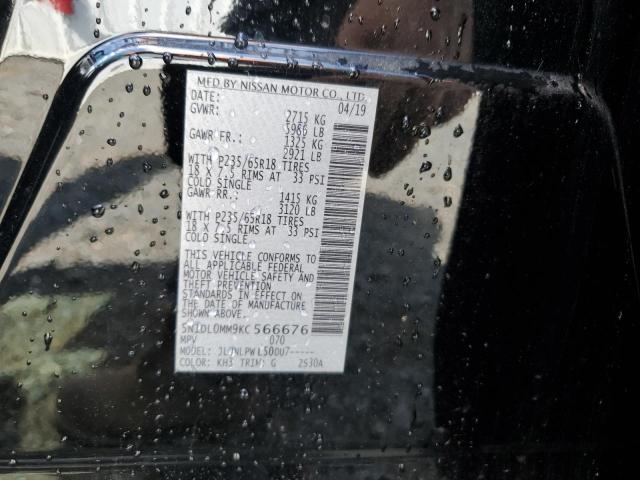 MFD BY NISSAN MOTOR CO., LTD.
DATE: 04/19
GVWR: 2715 KG
5986 LB
GAWR FR: 1325 KG
2921 LB
WITH P235/65R18 TIRES
18 X 7.5 RIMS AT 33 PSI
COLD SINGLE
GAWR RR: 1415 KG
3120 LB
WITH P235/65R18 TIRES
18 X 7.5 RIMS AT 33 PSI
COLD SINGLE
THIS VEHICLE CONFORMS TO
ALL APPLICABLE FEDERAL
MOTOR VEHICLE SAFETY AND
THEFT PREVENTION
STANDARDS IN EFFECT ON
THE DATE OF MANUFACTURE
SHOWN ABOVE.
5N1DL0MM9KC 566676
MPV 070
MODEL:
COLOR: KH3 TRIM: G 2S30A